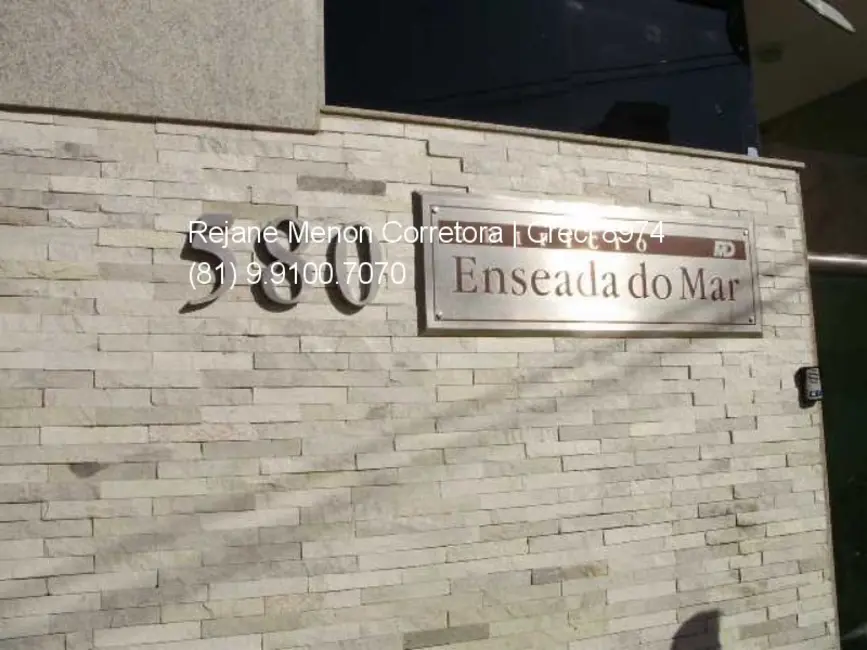 Rejane Menon Corretora | Creci 8974
(81) 9.9100.7070
580
Enseada do Mar